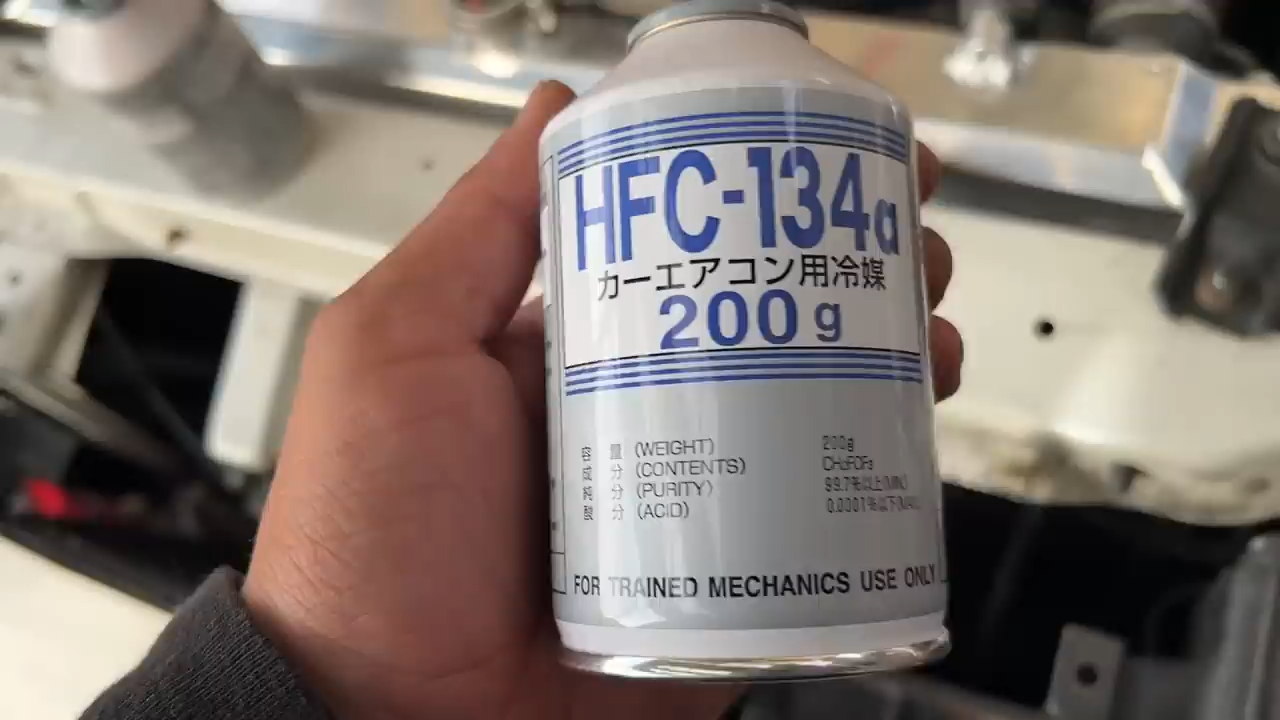 HFC-134a
カーエアコン用冷媒
200g
容 量 (WEIGHT) 200g
成 分 (CONTENTS) CH₂FCF₃
純 分 (PURITY) 99.7%以上(MIN.)
酸 分 (ACID) 0.0001%以下
FOR TRAINED MECHANICS USE ONLY